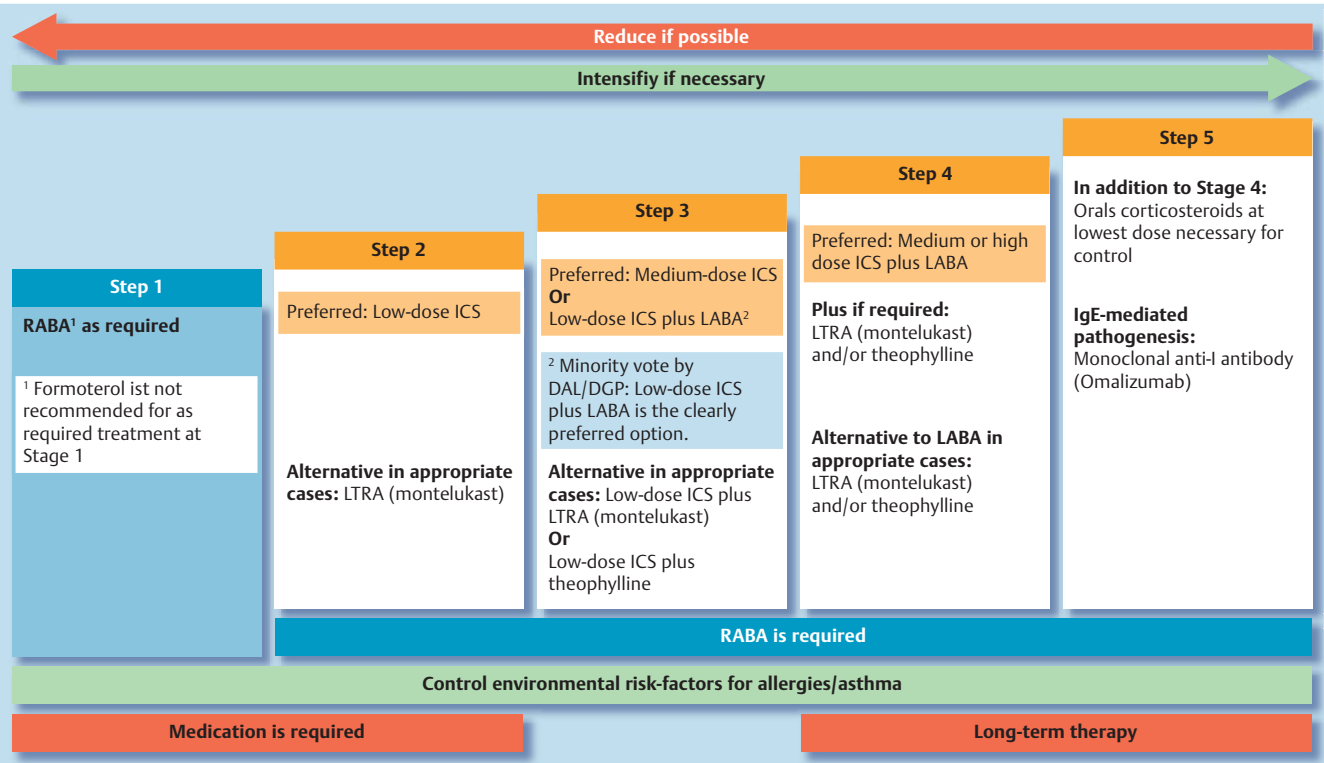 Reduce if possible
Intensifiy if necessary
Step 1
RABA¹ as required
¹ Formoterol ist not
recommended for as
required treatment at
Stage 1
Step 2
Preferred: Low-dose ICS
Alternative in appropriate
cases: LTRA (montelukast)
Step 3
Preferred: Medium-dose ICS
Or
Low-dose ICS plus LABA²
² Minority vote by
DAL/DGP: Low-dose ICS
plus LABA is the clearly
preferred option.
Alternative in appropriate
cases: Low-dose ICS plus
LTRA (montelukast)
Or
Low-dose ICS plus
theophylline
Step 4
Preferred: Medium or high
dose ICS plus LABA
Plus if required:
LTRA (montelukast)
and/or theophylline
Alternative to LABA in
appropriate cases:
LTRA (montelukast)
and/or theophylline
Step 5
In addition to Stage 4:
Orals corticosteroids at
lowest dose necessary for
control
IgE-mediated
pathogenesis:
Monoclonal anti-I antibody
(Omalizumab)
RABA is required
Control environmental risk-factors for allergies/asthma
Medication is required
Long-term therapy